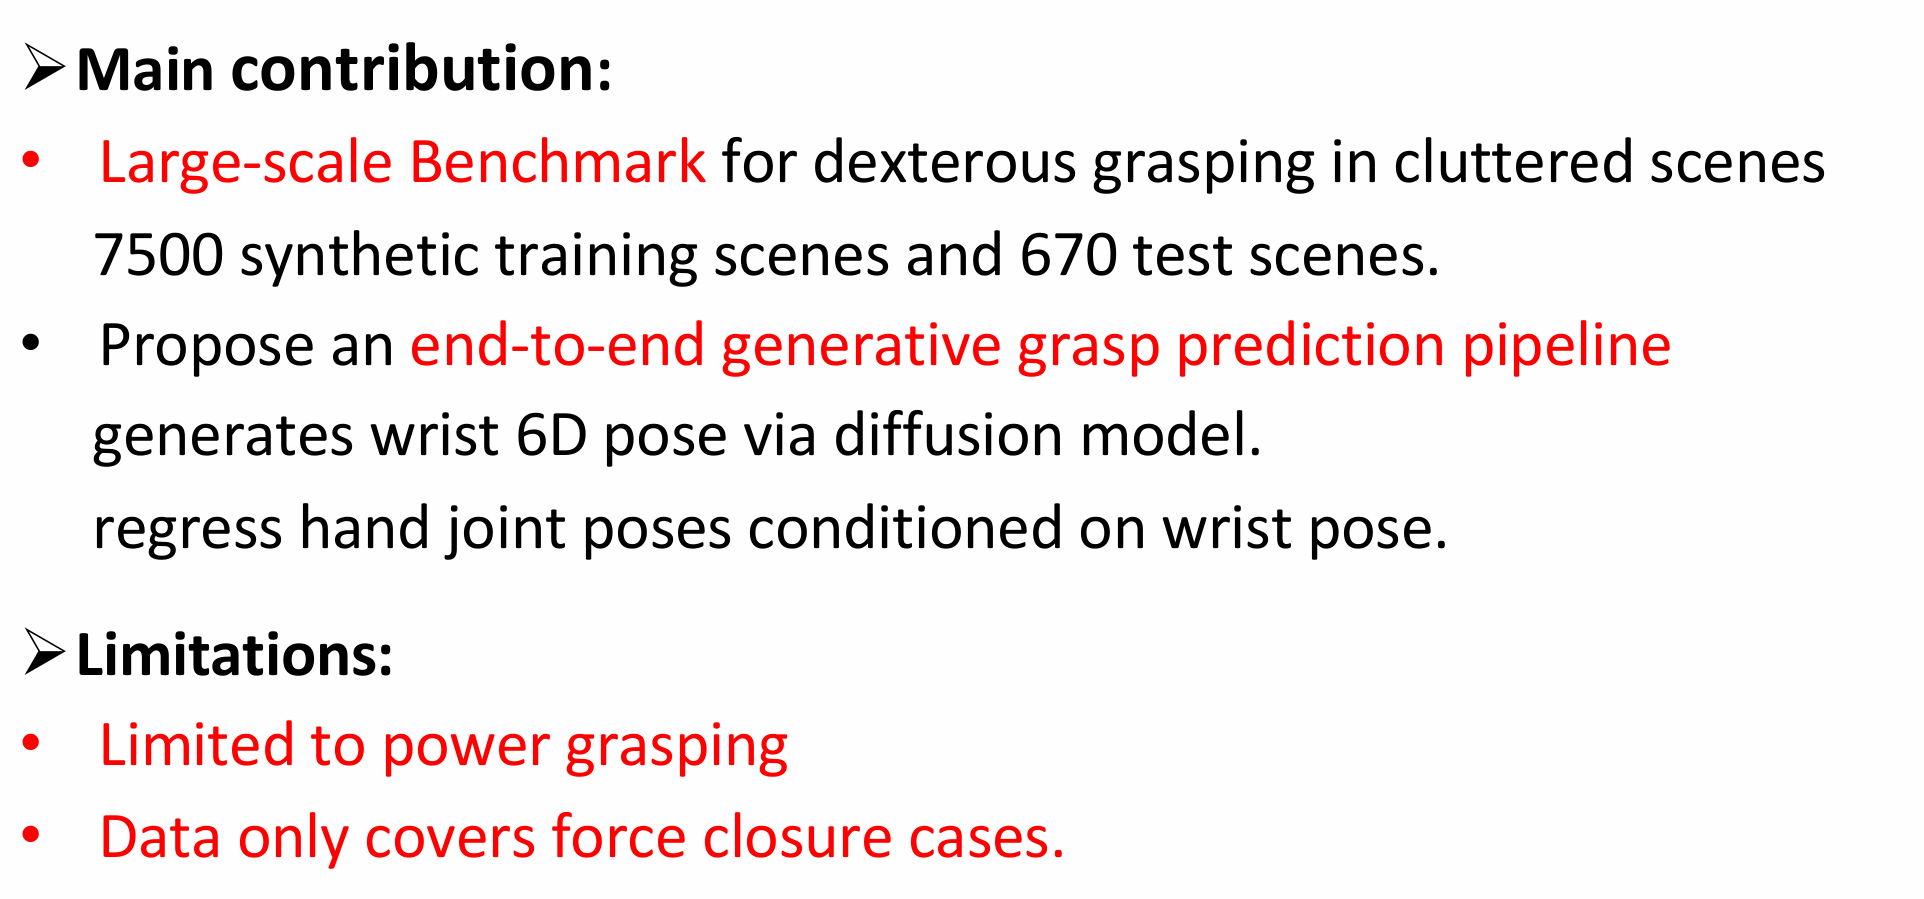 ➢Main contribution:
• Large-scale Benchmark for dexterous grasping in cluttered scenes
7500 synthetic training scenes and 670 test scenes.
• Propose an end-to-end generative grasp prediction pipeline
generates wrist 6D pose via diffusion model.
regress hand joint poses conditioned on wrist pose.
➢Limitations:
• Limited to power grasping
• Data only covers force closure cases.